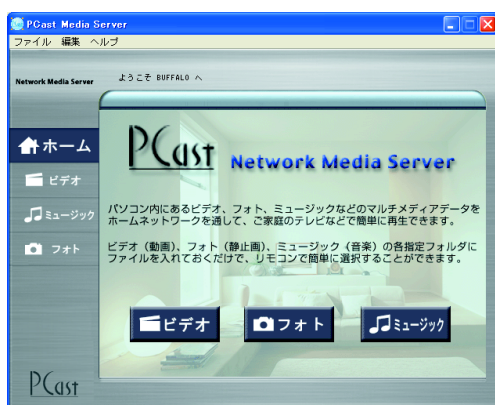 PCast Media Server
ファイル 編集 ヘルプ
Network Media Server
ようこそ BUFFALO へ
ホーム
ビデオ
ミュージック
フォト
PCast
Network Media Server
パソコン内にあるビデオ、フォト、ミュージックなどのマルチメディアデータを
ホームネットワークを通して、ご家庭のテレビなどで簡単に再生できます。
ビデオ（動画）、フォト（静止画）、ミュージック（音楽）の各指定フォルダに
ファイルを入れておくだけで、リモコンで簡単に選択することができます。
ビデオ
フォト
ミュージック
PCast